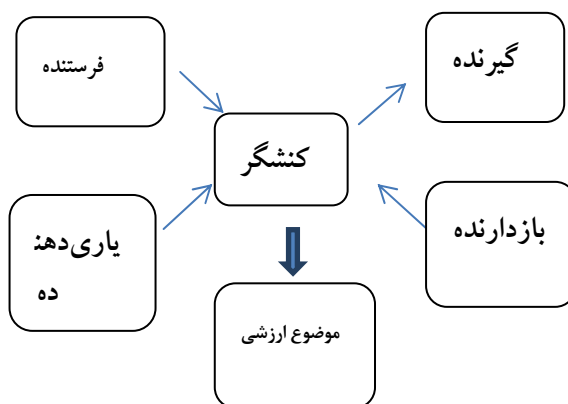 گیرنده
فرستنده
کنشگر
بازدارنده
یاری‌دهن
ده
موضوع ارزشی